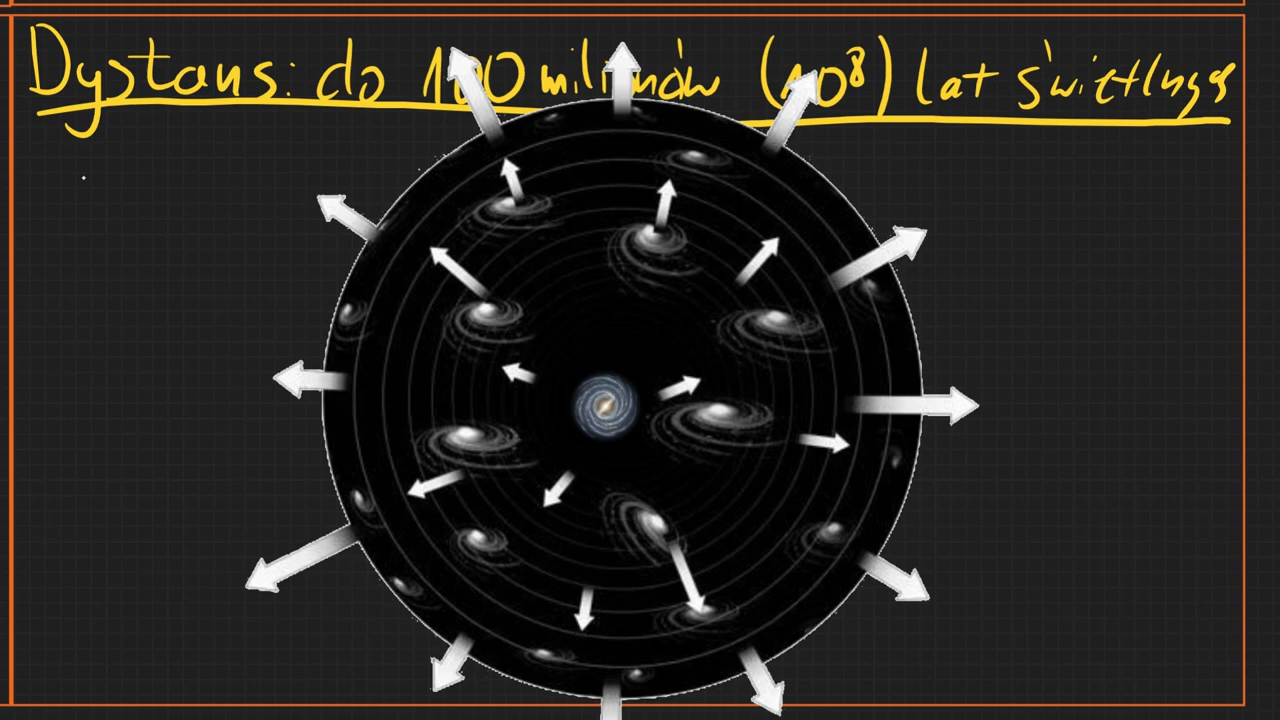 Dystans: do 100 milionów (10⁸) lat świetlnych